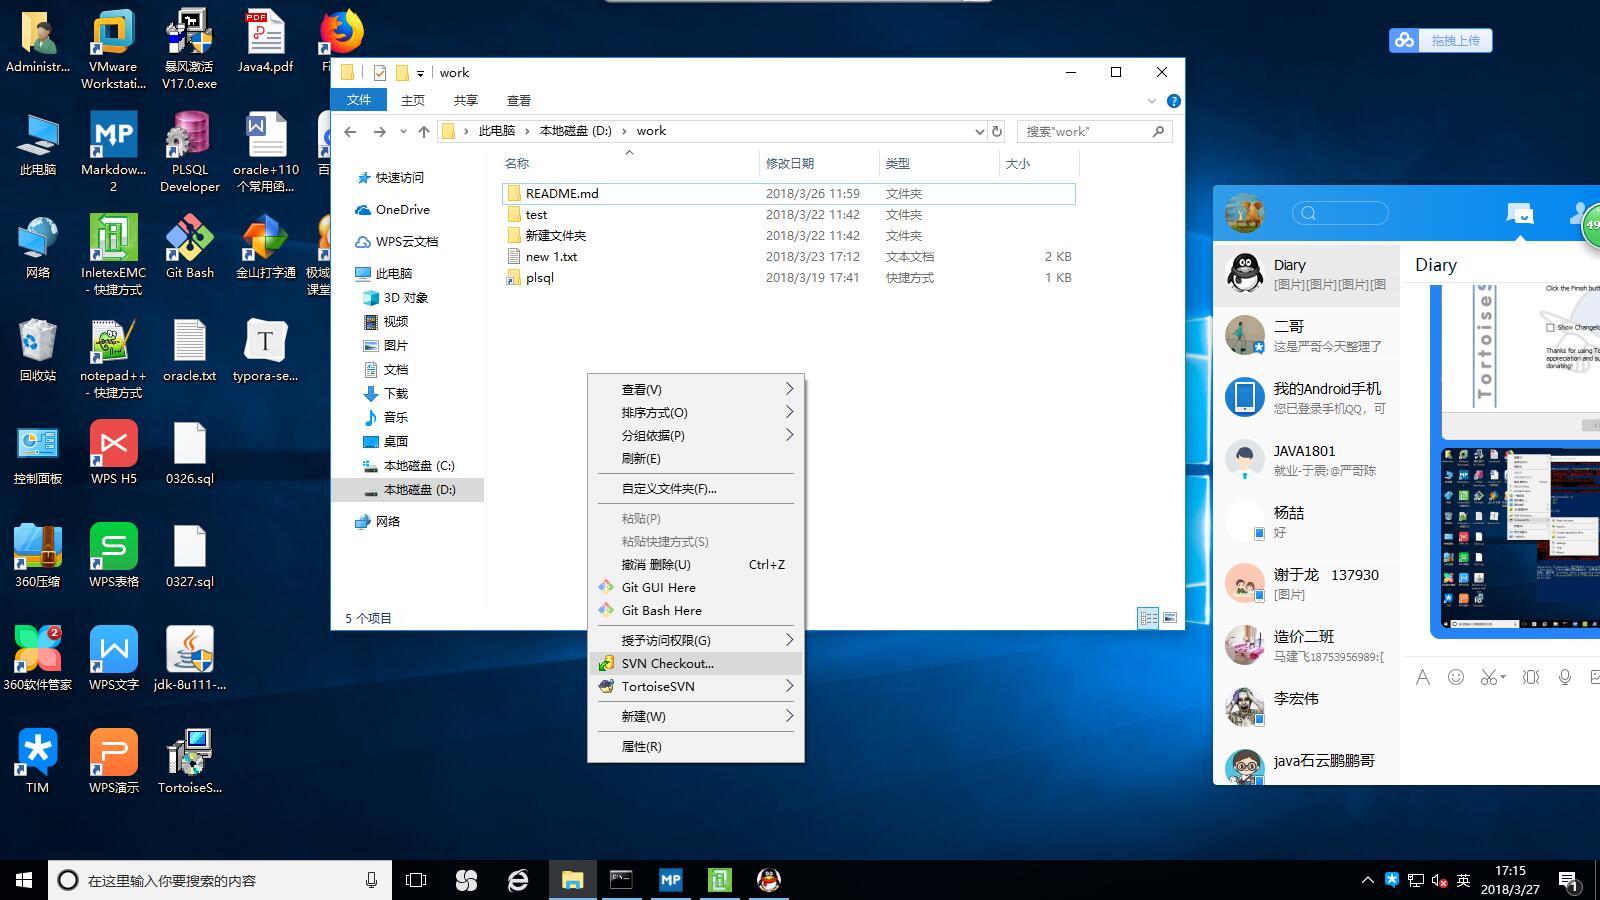 Administr...
VMware
Workstati...
暴风激活
V17.0.exe
PDF
Java4.pdf
此电脑
MP
Markdow...
2
PLSQL
Developer
oracle+110
个常用函...
网络
InletexEMC
- 快捷方式
Git Bash
金山打字通
极域
课堂
回收站
notepad++
- 快捷方式
oracle.txt
T
typora-se...
控制面板
WPS H5
0326.sql
360压缩
WPS表格
0327.sql
2
360软件管家
WPS文字
jdk-8u111-...
TIM
WPS演示
TortoiseS...
work
文件
主页
共享
查看
此电脑
本地磁盘 (D:)
work
搜索"work"
快速访问
OneDrive
WPS云文档
此电脑
3D 对象
视频
图片
文档
下载
音乐
桌面
本地磁盘 (C:)
本地磁盘 (D:)
网络
名称 修改日期 类型 大小
README.md 2018/3/26 11:59 文件夹
test 2018/3/22 11:42 文件夹
新建文件夹 2018/3/22 11:42 文件夹
new 1.txt 2018/3/23 17:12 文本文档 2 KB
plsql 2018/3/19 17:41 快捷方式 1 KB
5 个项目
查看(V)
排序方式(O)
分组依据(P)
刷新(E)
自定义文件夹(F)...
粘贴(P)
粘贴快捷方式(S)
撤消 删除(U) Ctrl+Z
Git GUI Here
Git Bash Here
授予访问权限(G)
SVN Checkout...
TortoiseSVN
新建(W)
属性(R)
拖拽上传
49
Diary
[图片][图片][图片][图
二哥
这是严哥今天整理了
我的Android手机
您已登录手机QQ，可
JAVA1801
就业-于震:@严哥陈
杨喆
好
谢于龙 137930
[图片]
造价二班
马建飞18753956989:[
李宏伟
java石云鹏鹏哥
Diary
Tortoise
Click the Finish butt
Show Changelo
Thanks for using To
appreciation and su
donating!
在这里输入你要搜索的内容
MP
英
17:15
2018/3/27
1